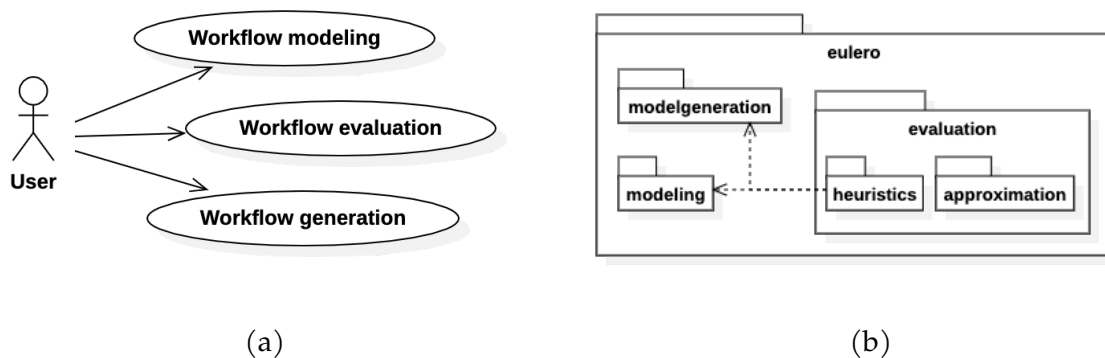 Workflow modeling
Workflow evaluation
User
Workflow generation
(a)
eulero
modelgeneration
evaluation
modeling
heuristics
approximation
(b)